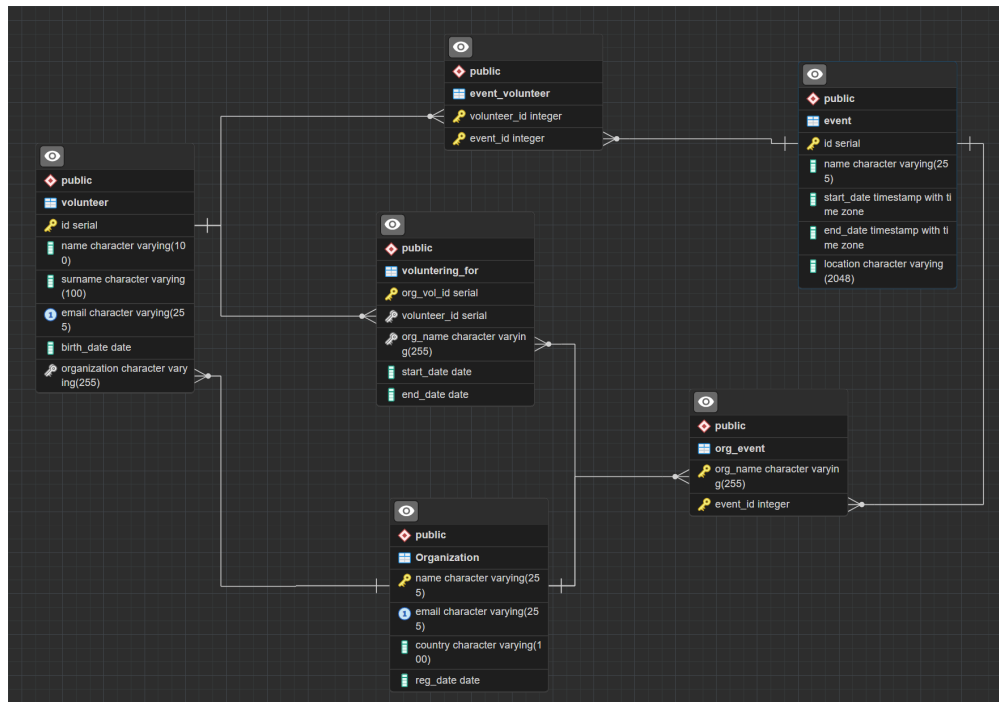 public
event_volunteer
volunteer_id integer
event_id integer
public
event
id serial
name character varying(25
5)
start_date timestamp with ti
me zone
end_date timestamp with ti
me zone
location character varying
(2048)
public
volunteer
id serial
name character varying(10
0)
surname character varying
(100)
email character varying(25
5)
birth_date date
organization character vary
ing(255)
public
voluntering_for
org_vol_id serial
volunteer_id serial
org_name character varyin
g(255)
start_date date
end_date date
public
org_event
org_name character varyin
g(255)
event_id integer
public
Organization
name character varying(25
5)
email character varying(25
5)
country character varying(1
00)
reg_date date